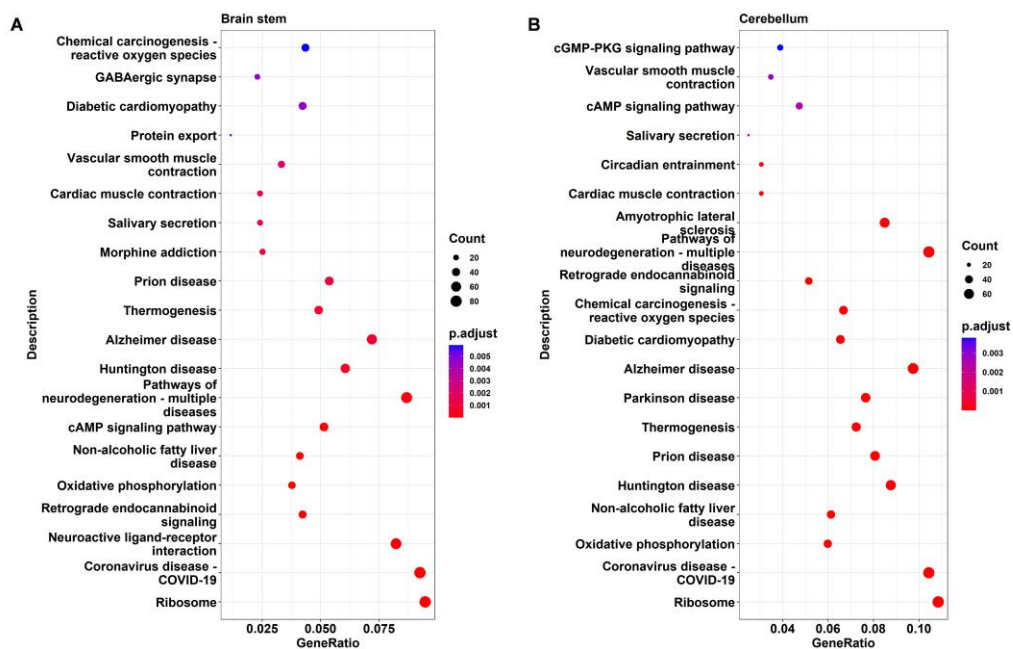 A
Brain stem
Chemical carcinogenesis -
reactive oxygen species
GABAergic synapse
Diabetic cardiomyopathy
Protein export
Vascular smooth muscle
contraction
Cardiac muscle contraction
Salivary secretion
Morphine addiction
Prion disease
Thermogenesis
Alzheimer disease
Huntington disease
Pathways of
neurodegeneration - multiple
diseases
cAMP signaling pathway
Non-alcoholic fatty liver
disease
Oxidative phosphorylation
Retrograde endocannabinoid
signaling
Neuroactive ligand-receptor
interaction
Coronavirus disease -
COVID-19
Ribosome
Description
0.025 0.050 0.075
GeneRatio
Count
20
40
60
80
p.adjust
0.005
0.004
0.003
0.002
0.001
B
Cerebellum
cGMP-PKG signaling pathway
Vascular smooth muscle
contraction
cAMP signaling pathway
Salivary secretion
Circadian entrainment
Cardiac muscle contraction
Amyotrophic lateral
sclerosis
Pathways of
neurodegeneration - multiple
diseases
Retrograde endocannabinoid
signaling
Chemical carcinogenesis -
reactive oxygen species
Diabetic cardiomyopathy
Alzheimer disease
Parkinson disease
Thermogenesis
Prion disease
Huntington disease
Non-alcoholic fatty liver
disease
Oxidative phosphorylation
Coronavirus disease -
COVID-19
Ribosome
Description
0.04 0.06 0.08 0.10
GeneRatio
Count
20
40
60
p.adjust
0.003
0.002
0.001